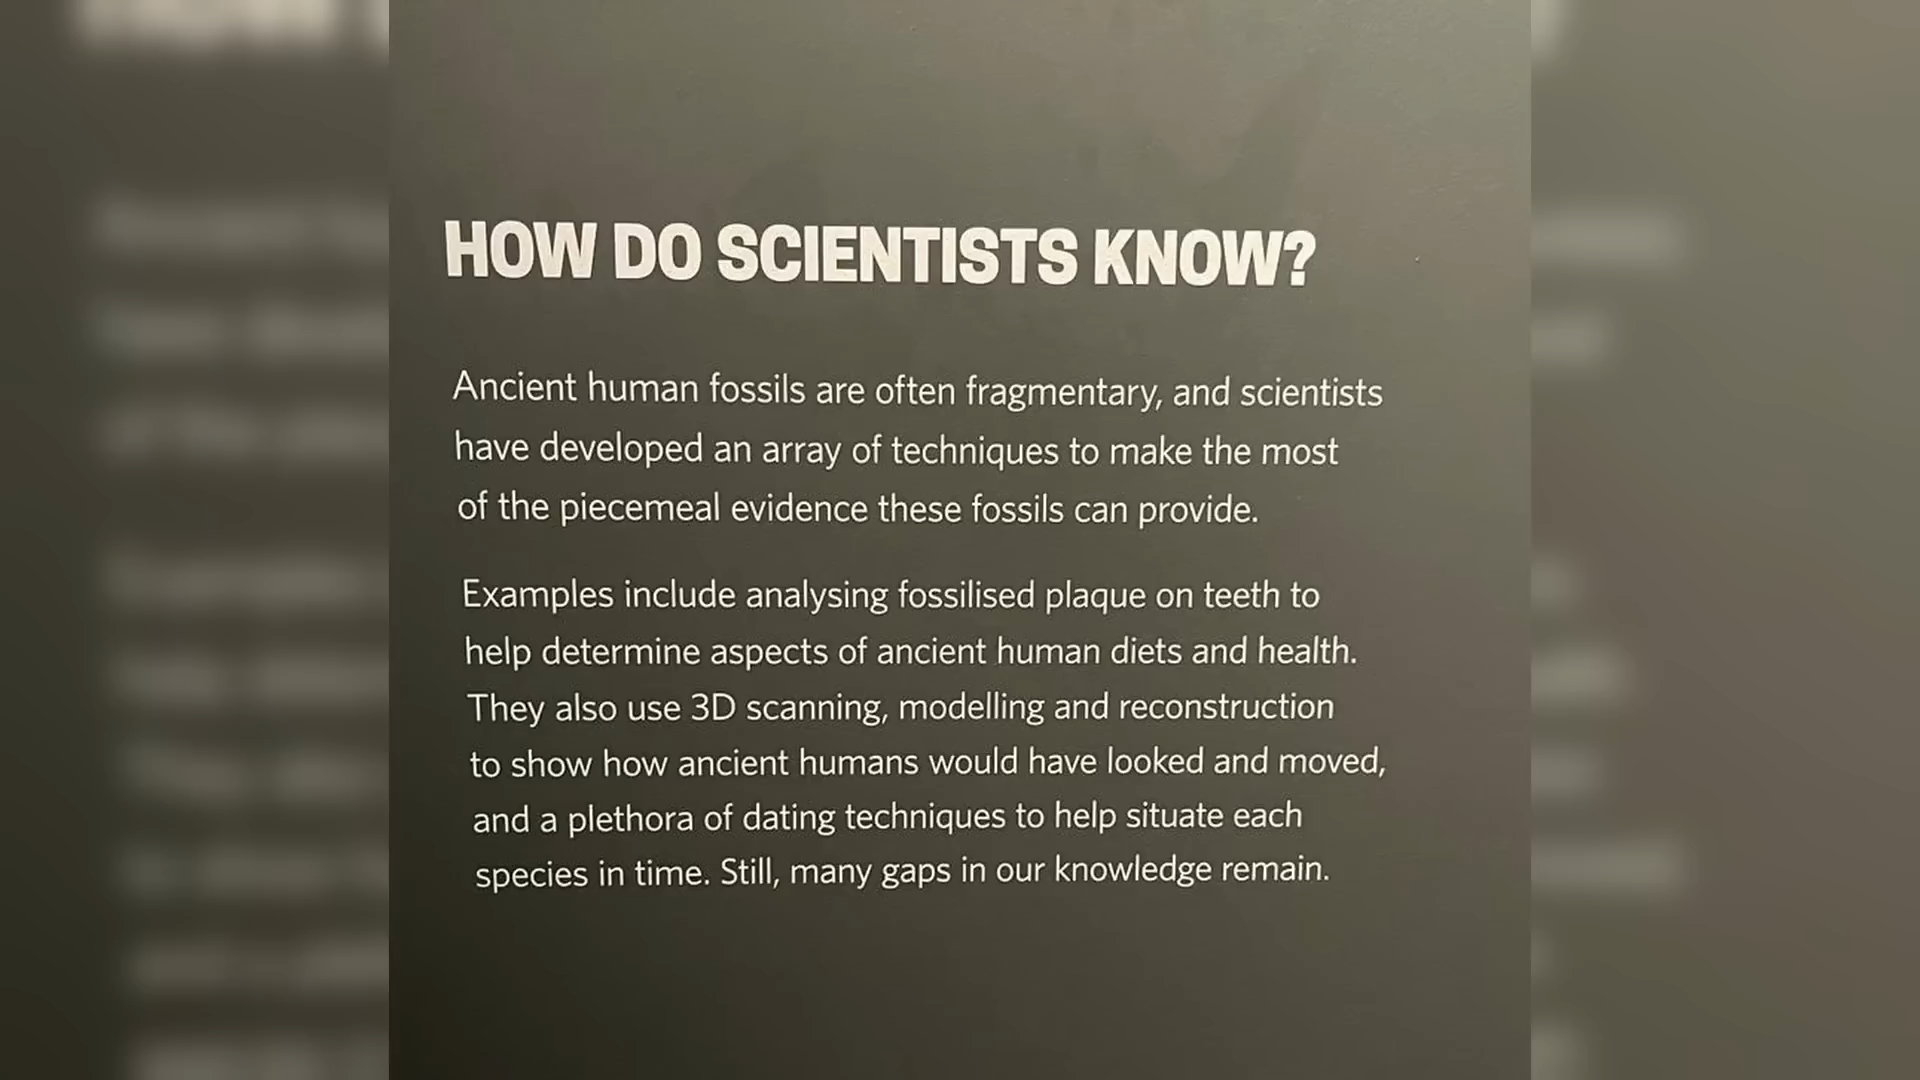 HOW DO SCIENTISTS KNOW?
Ancient human fossils are often fragmentary, and scientists
have developed an array of techniques to make the most
of the piecemeal evidence these fossils can provide.
Examples include analysing fossilised plaque on teeth to
help determine aspects of ancient human diets and health.
They also use 3D scanning, modelling and reconstruction
to show how ancient humans would have looked and moved,
and a plethora of dating techniques to help situate each
species in time. Still, many gaps in our knowledge remain.